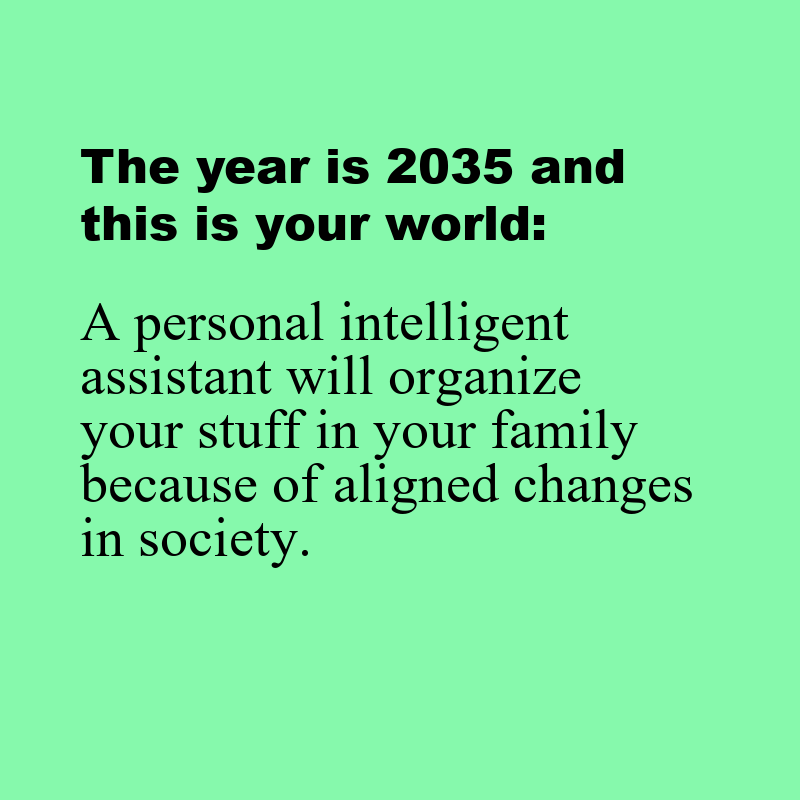 The year is 2035 and
this is your world:
A personal intelligent
assistant will organize
your stuff in your family
because of aligned changes
in society.